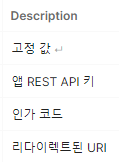 Description
고정 값 ↵
앱 REST API 키
인가 코드
리다이렉트된 URI